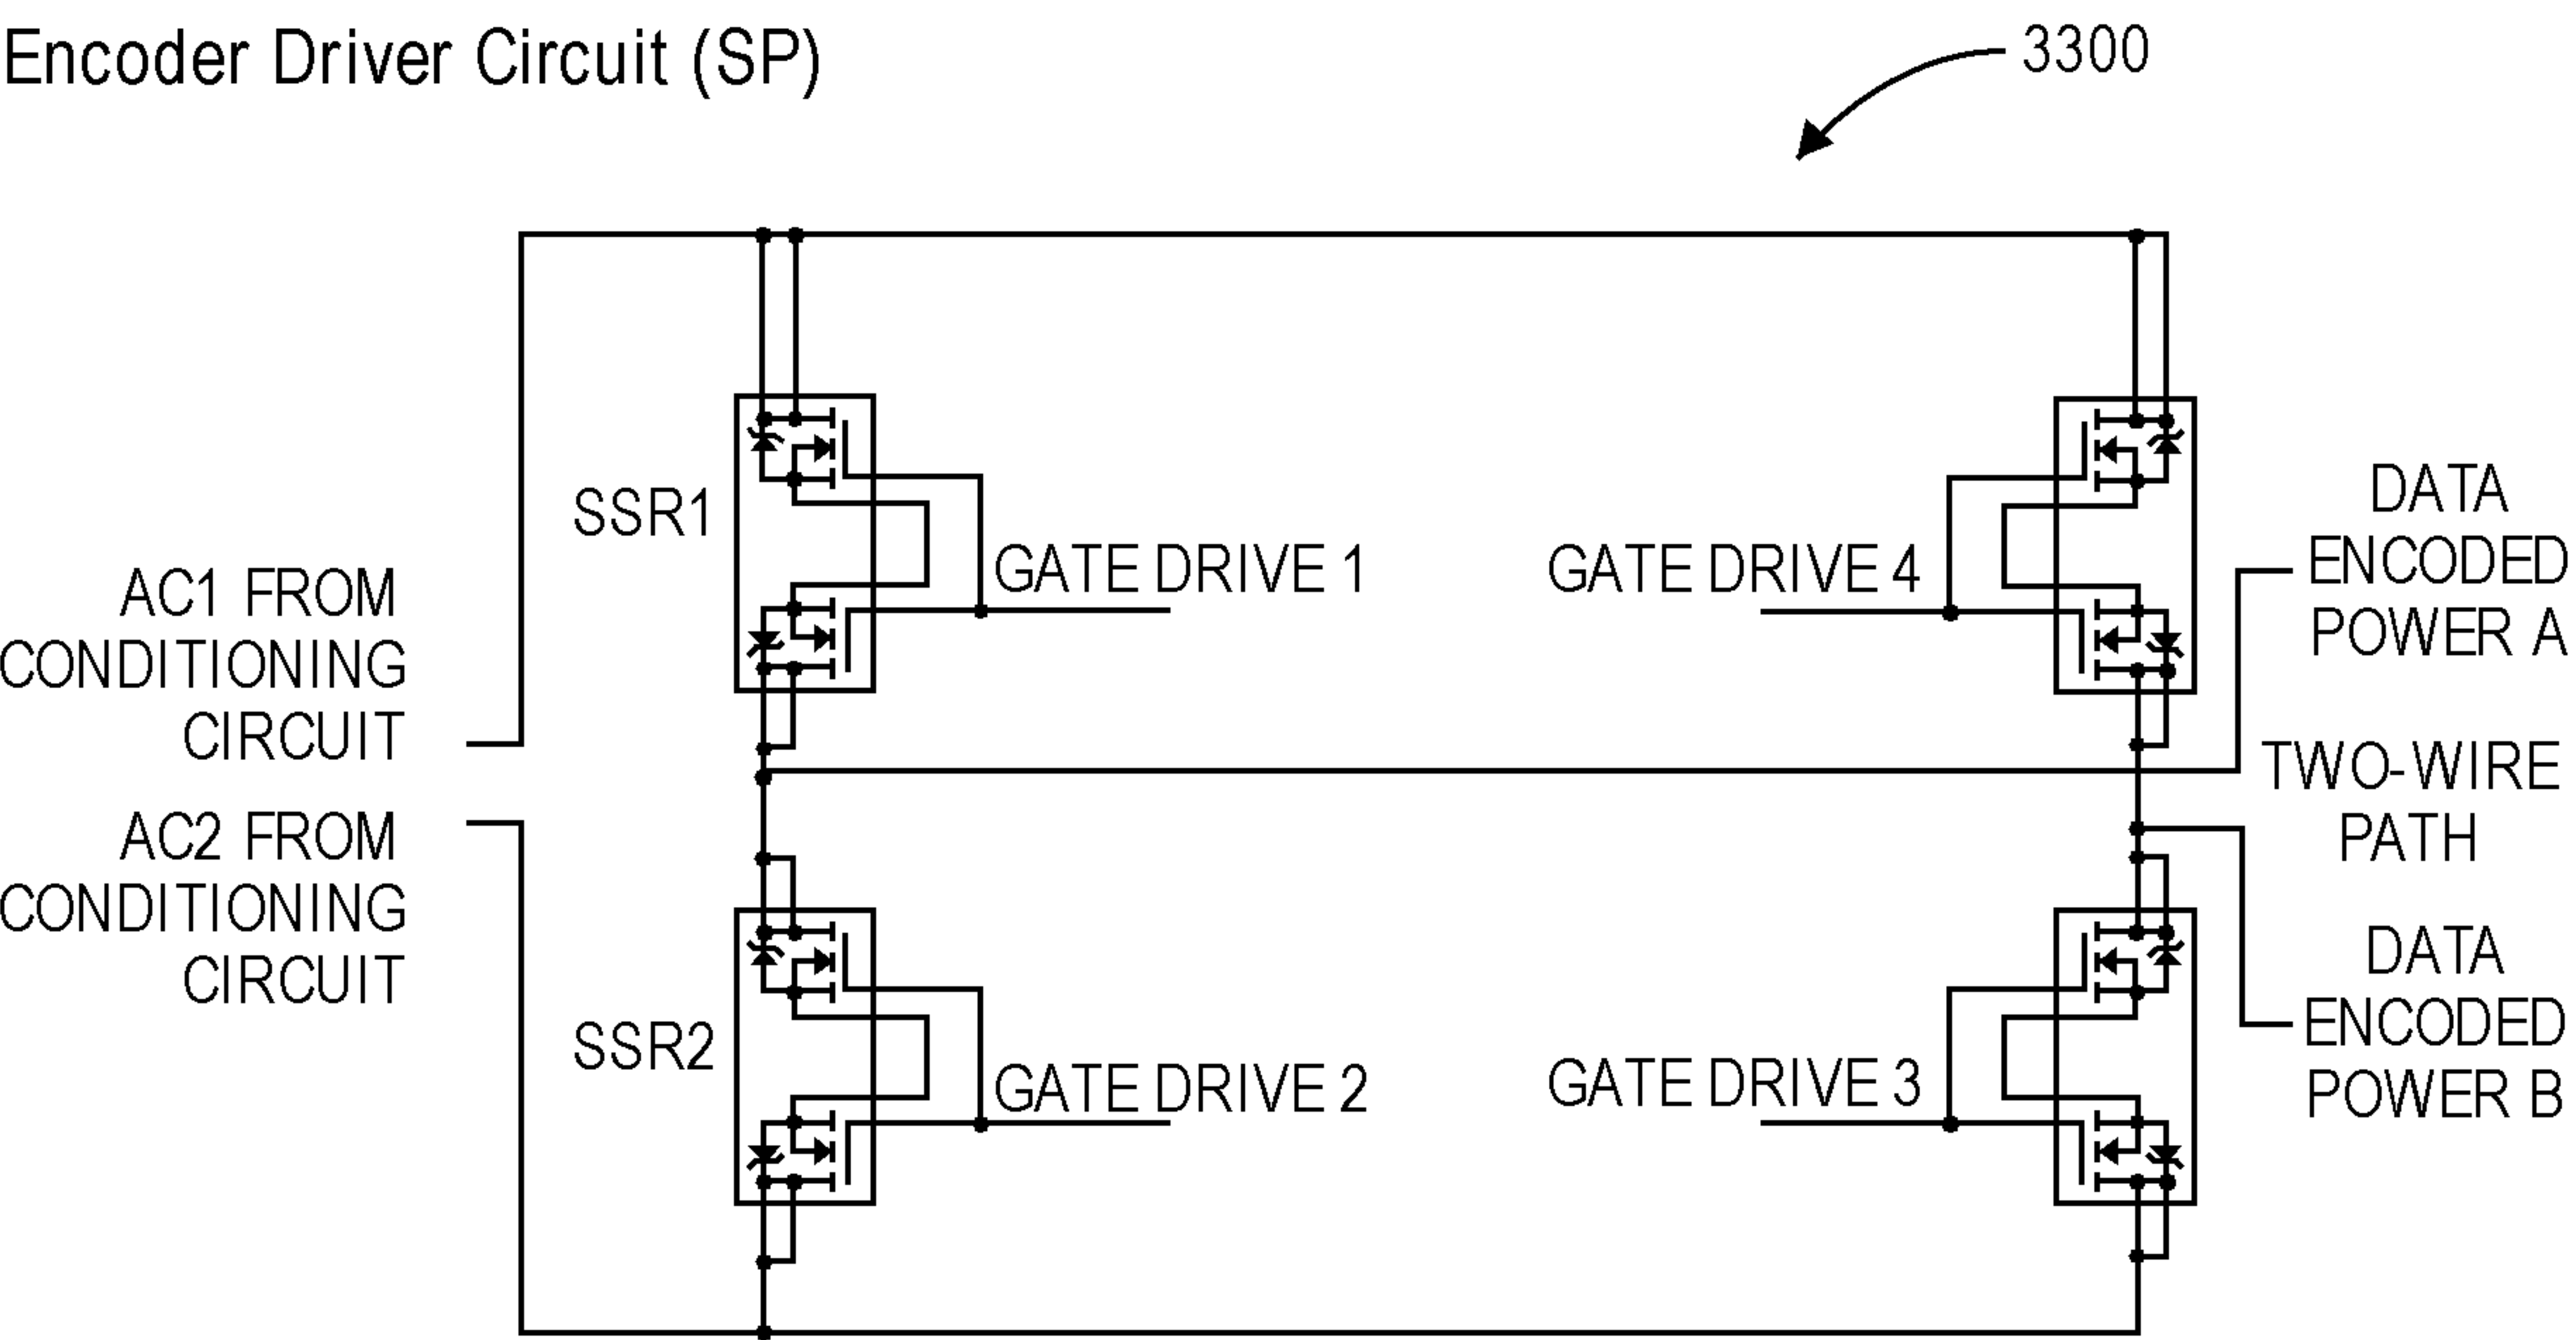 Encoder Driver Circuit (SP)
3300
SSR1
GATE DRIVE 1
GATE DRIVE 4
DATA
ENCODED
POWER A
AC1 FROM
CONDITIONING
CIRCUIT
TWO-WIRE
PATH
AC2 FROM
CONDITIONING
CIRCUIT
SSR2
GATE DRIVE 2
GATE DRIVE 3
DATA
ENCODED
POWER B